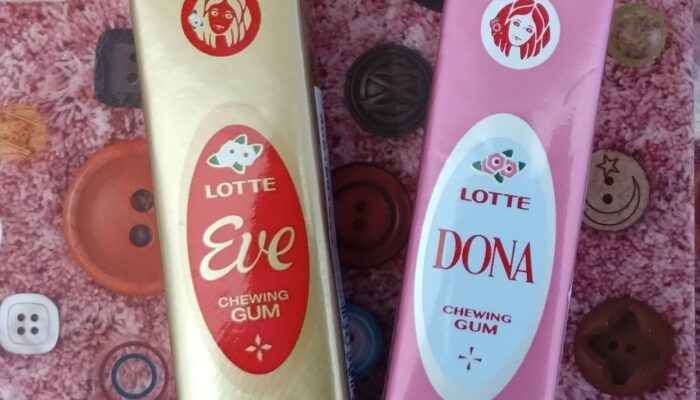 LOTTE
Eve
CHEWING
GUM
LOTTE
DONA
CHEWING
GUM